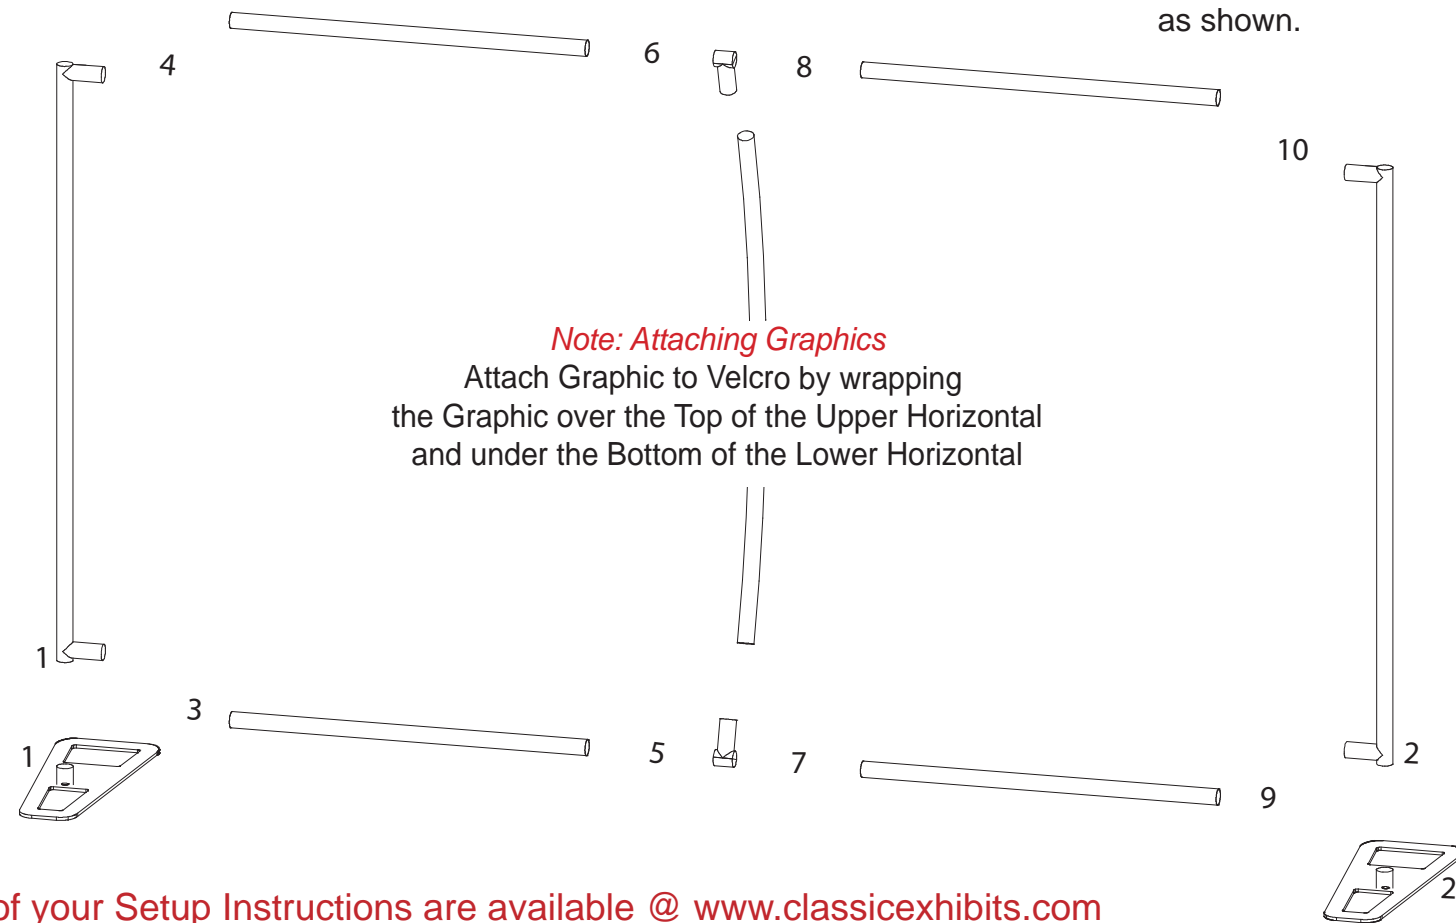 as shown.
4
6
8
10
Note: Attaching Graphics
Attach Graphic to Velcro by wrapping
the Graphic over the Top of the Upper Horizontal
and under the Bottom of the Lower Horizontal
1
3
1
5
7
9
2
2
of your Setup Instructions are available @ www.classicexhibits.com